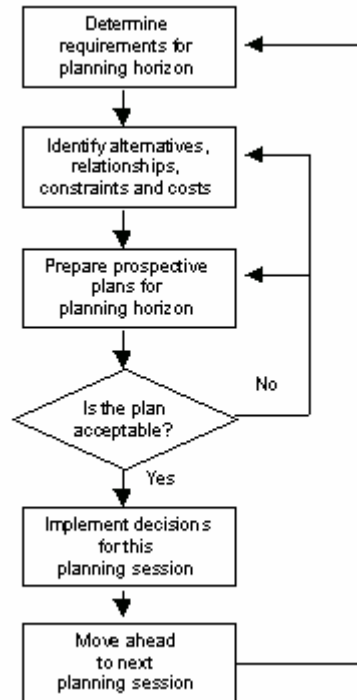 Determine
requirements for
planning horizon
Identify alternatives,
relationships,
constraints and costs
Prepare prospective
plans for
planning horizon
No
Is the plan
acceptable?
Yes
Implement decisions
for this
planning session
Move ahead
to next
planning session